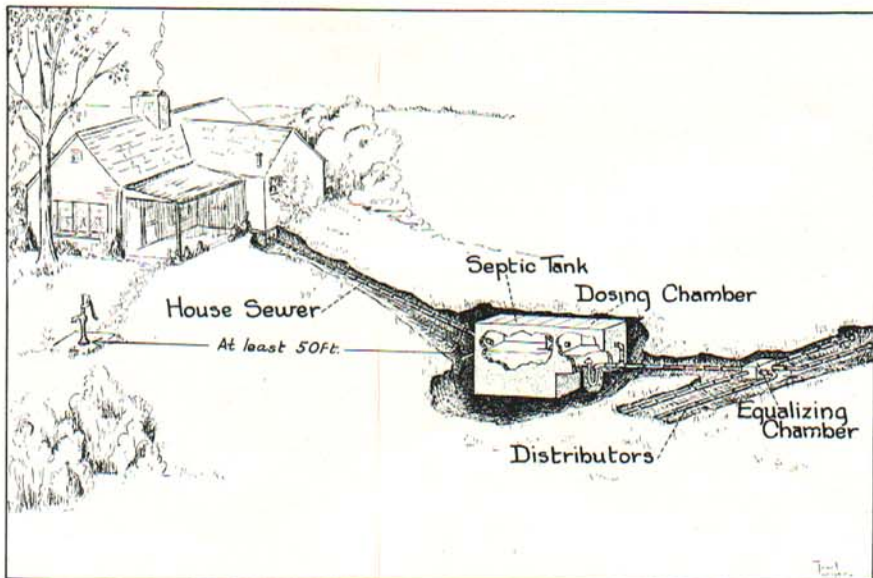 Septic Tank
Dosing Chamber
House Sewer
At least 50Ft.
Equalizing
Chamber
Distributors